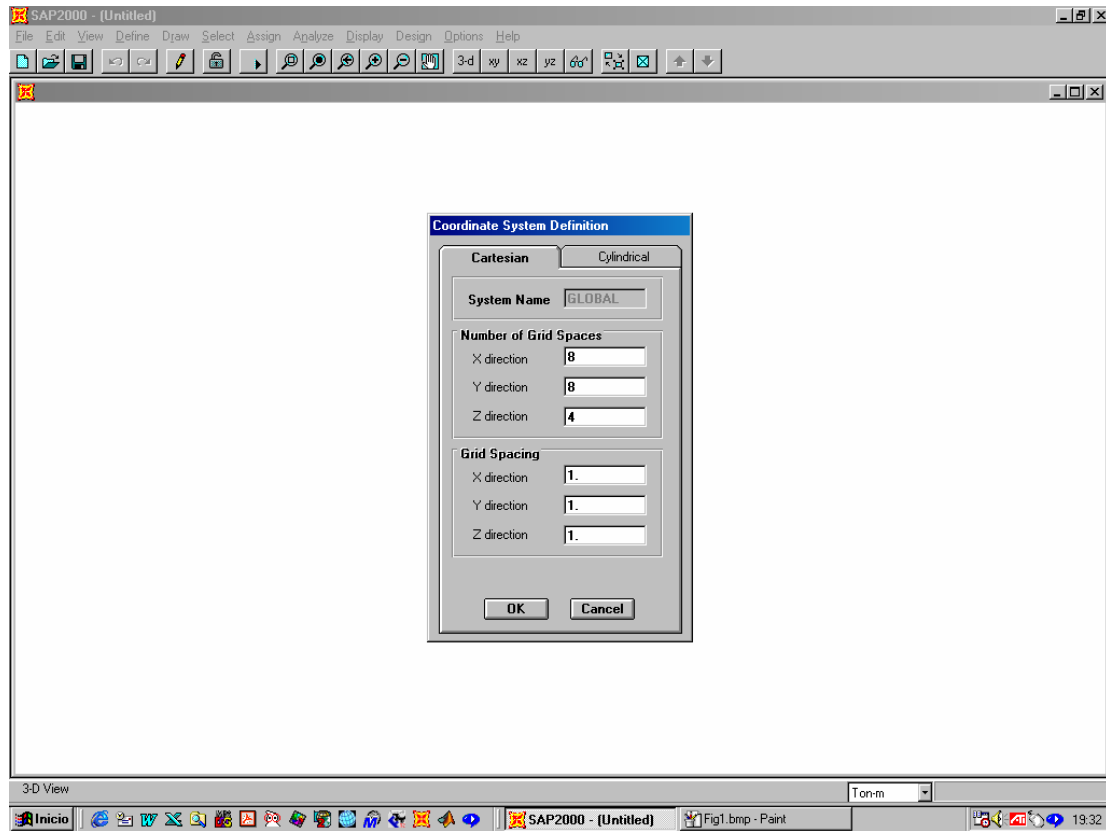 SAP2000 - (Untitled)
File Edit View Define Draw Select Assign Analyze Display Design Options Help
3-d xy xz yz
Coordinate System Definition
Cartesian Cylindrical
System Name GLOBAL
Number of Grid Spaces
X direction 8
Y direction 8
Z direction 4
Grid Spacing
X direction 1.
Y direction 1.
Z direction 1.
OK Cancel
3-D View Ton-m
Inicio SAP2000 - (Untitled) Fig1.bmp - Paint 19:32